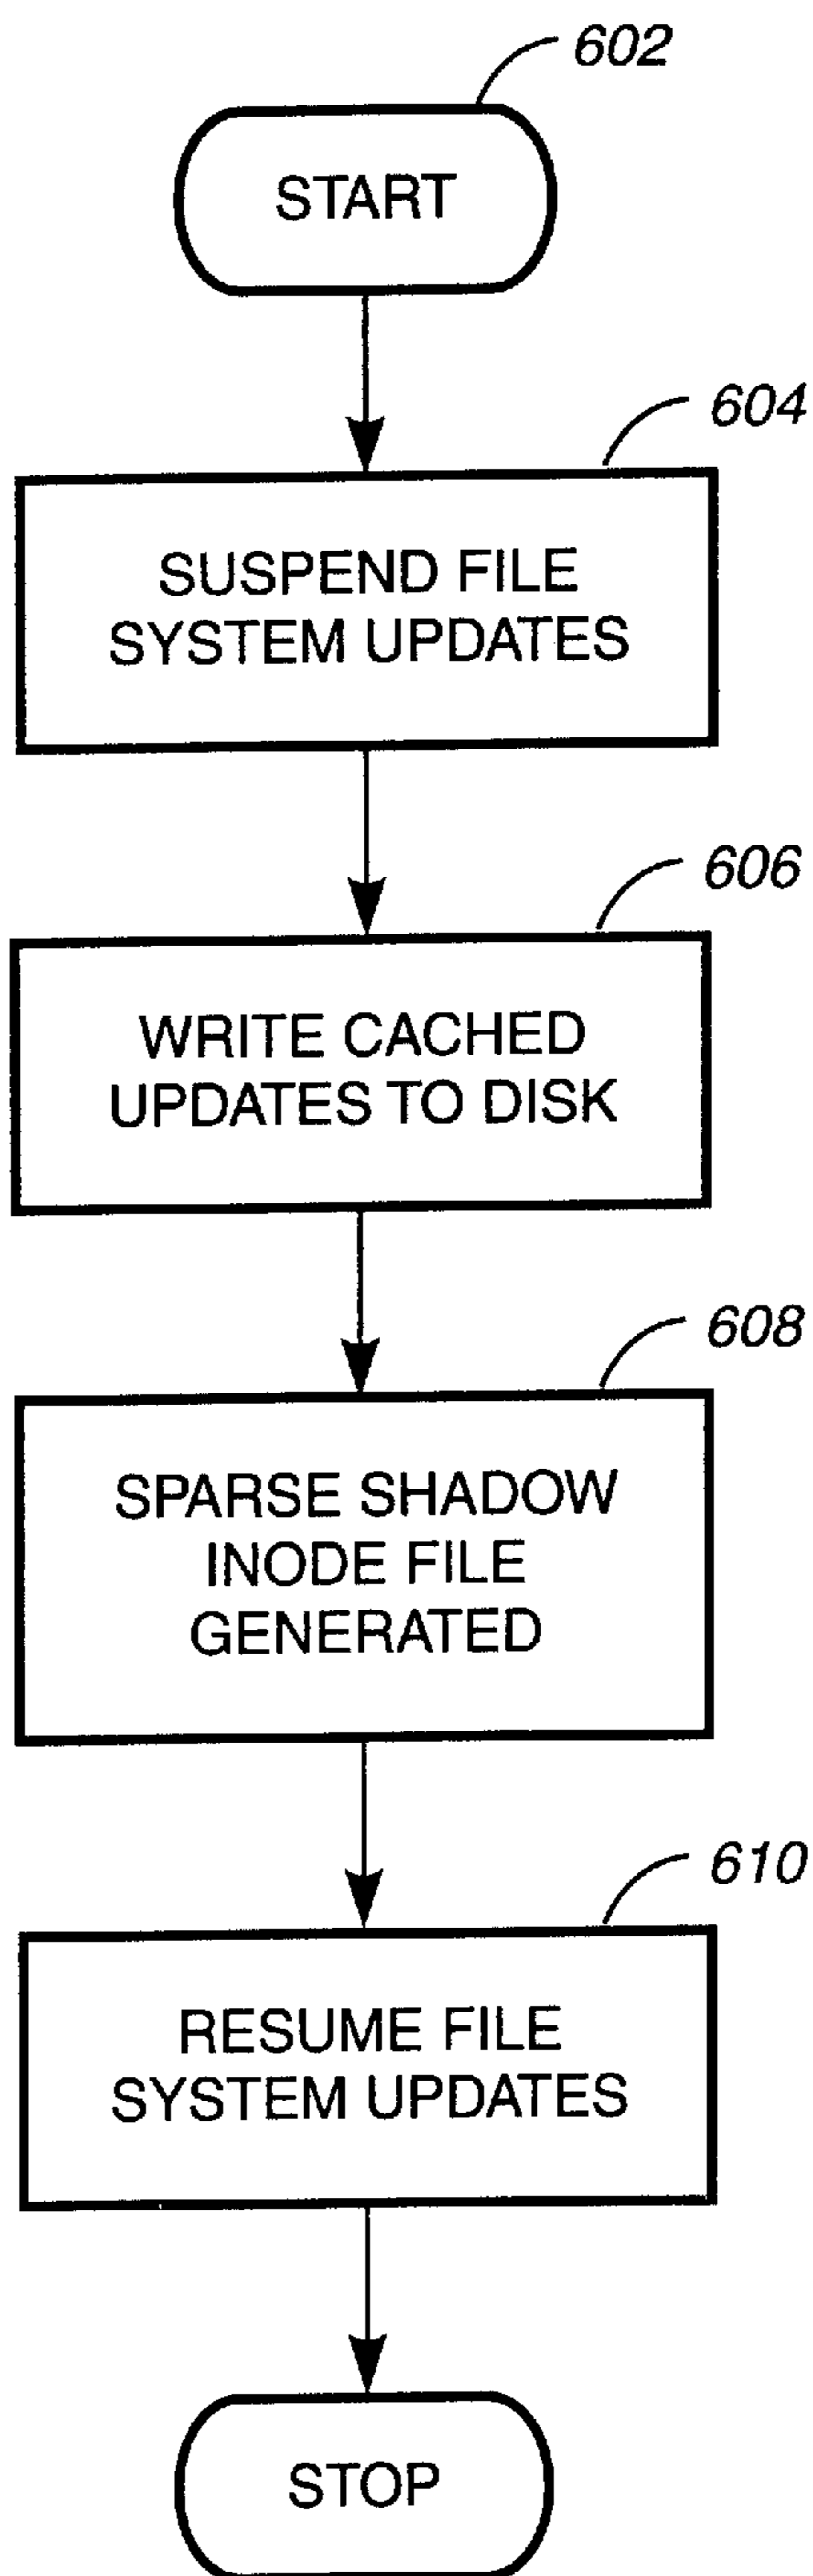 602
START
604
SUSPEND FILE
SYSTEM UPDATES
606
WRITE CACHED
UPDATES TO DISK
608
SPARSE SHADOW
INODE FILE
GENERATED
610
RESUME FILE
SYSTEM UPDATES
STOP